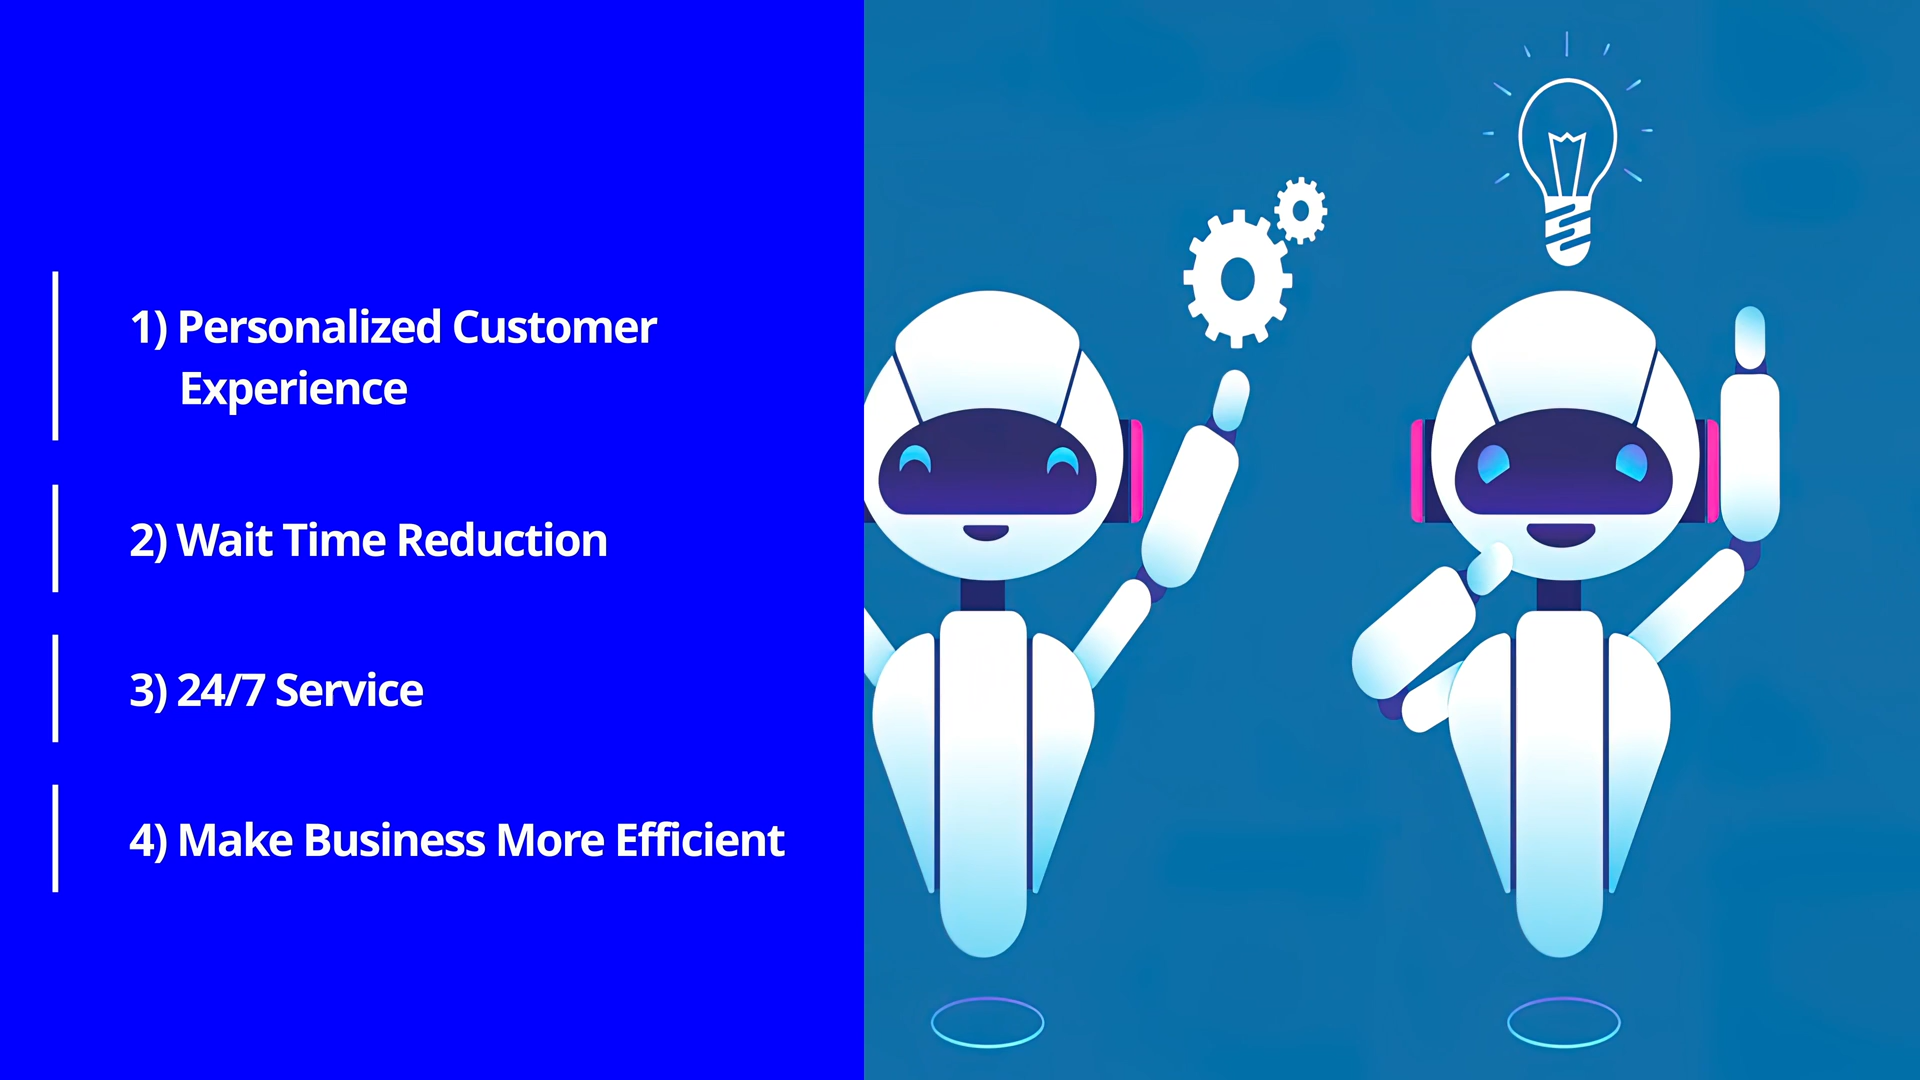 1) Personalized Customer
Experience
2) Wait Time Reduction
3) 24/7 Service
4) Make Business More Efficient